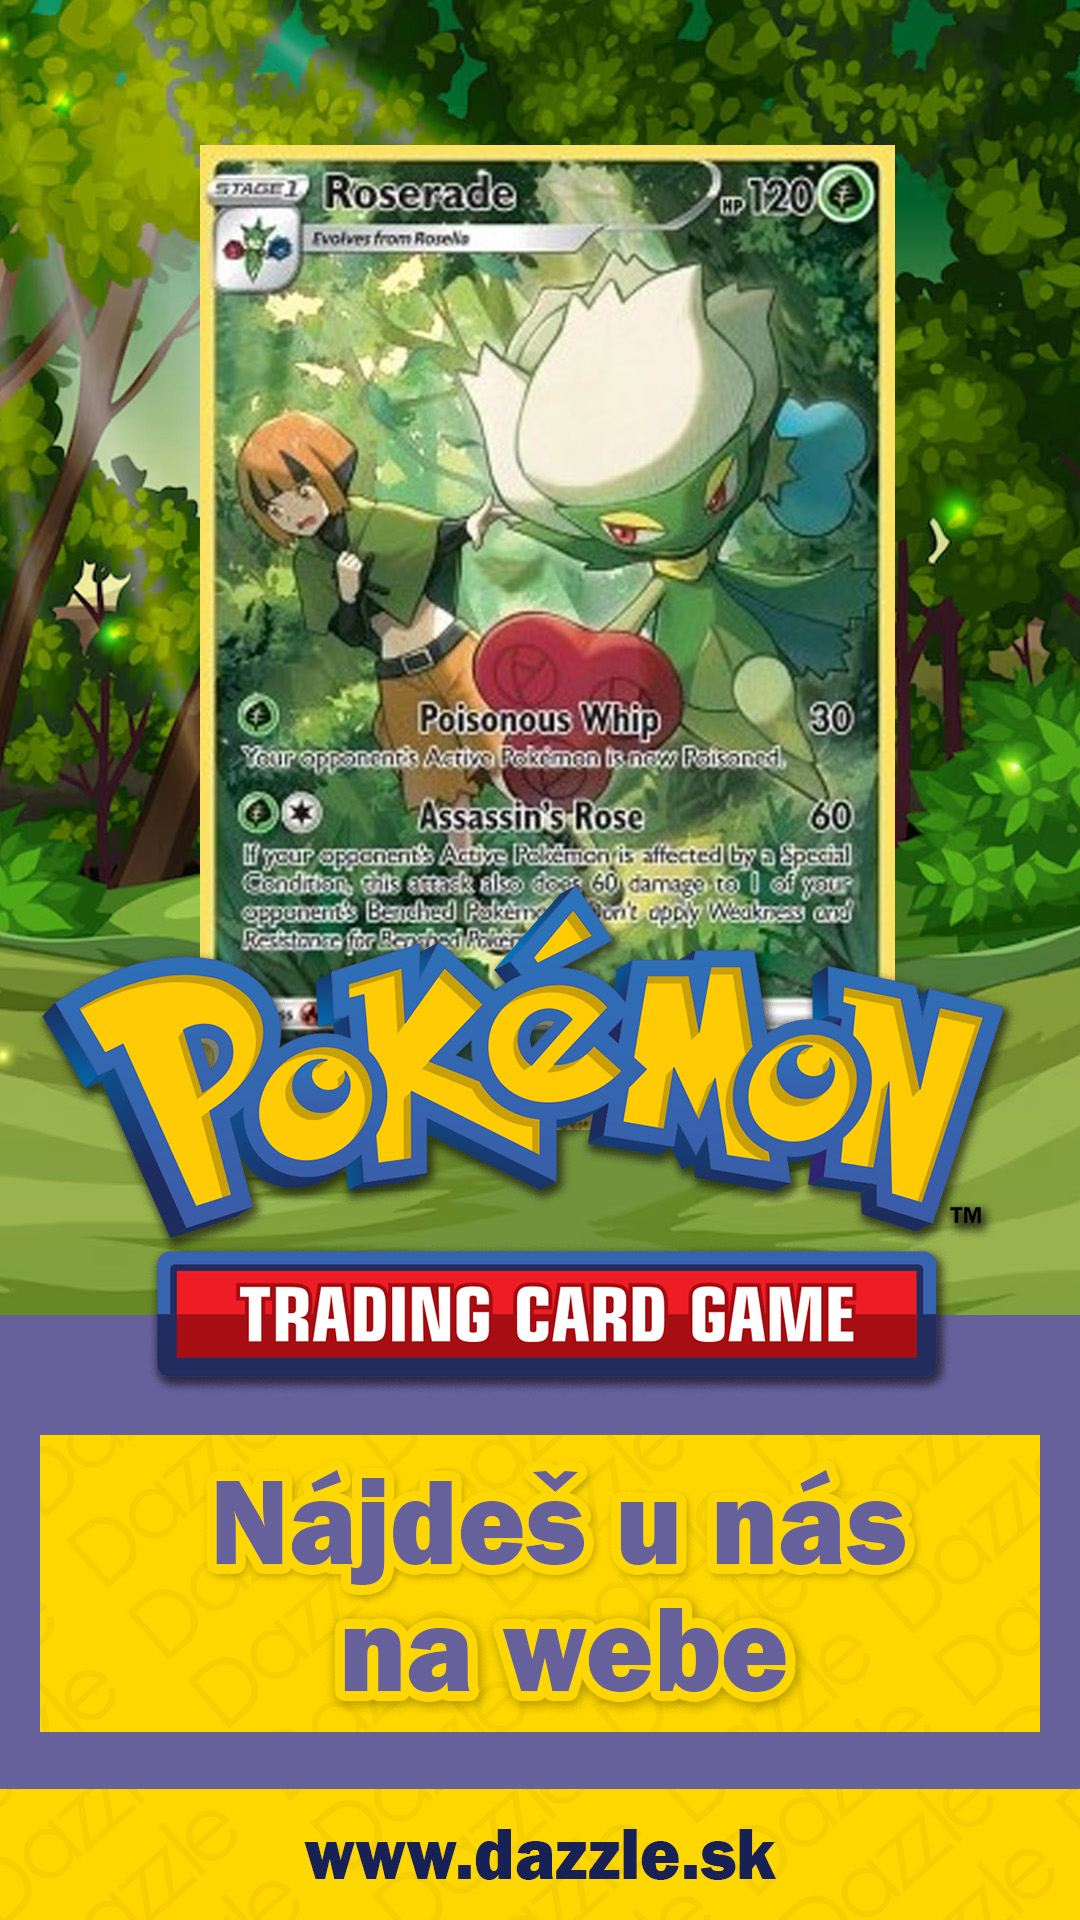 STAGE 1 Roserade HP 120
Evolves from Roselia
Poisonous Whip 30
Your opponent's Active Pokémon is now Poisoned.
Assassin's Rose 60
If your opponent's Active Pokémon is affected by a Special
Condition, this attack also does 60 damage to 1 of your
opponent's Benched Pokémon. Don't apply Weakness and
Resistance for Benched
POKéMON
TM
TRADING CARD GAME
Nájdeš u nás
na webe
www.dazzle.sk
Dazzle